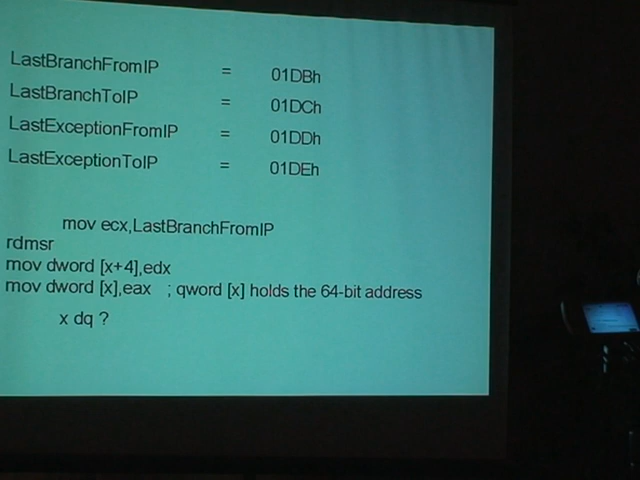 LastBranchFromIP = 01DBh
LastBranchToIP = 01DCh
LastExceptionFromIP = 01DDh
LastExceptionToIP = 01DEh
mov ecx,LastBranchFromIP
rdmsr
mov dword [x+4],edx
mov dword [x],eax ; qword [x] holds the 64-bit address
x dq ?